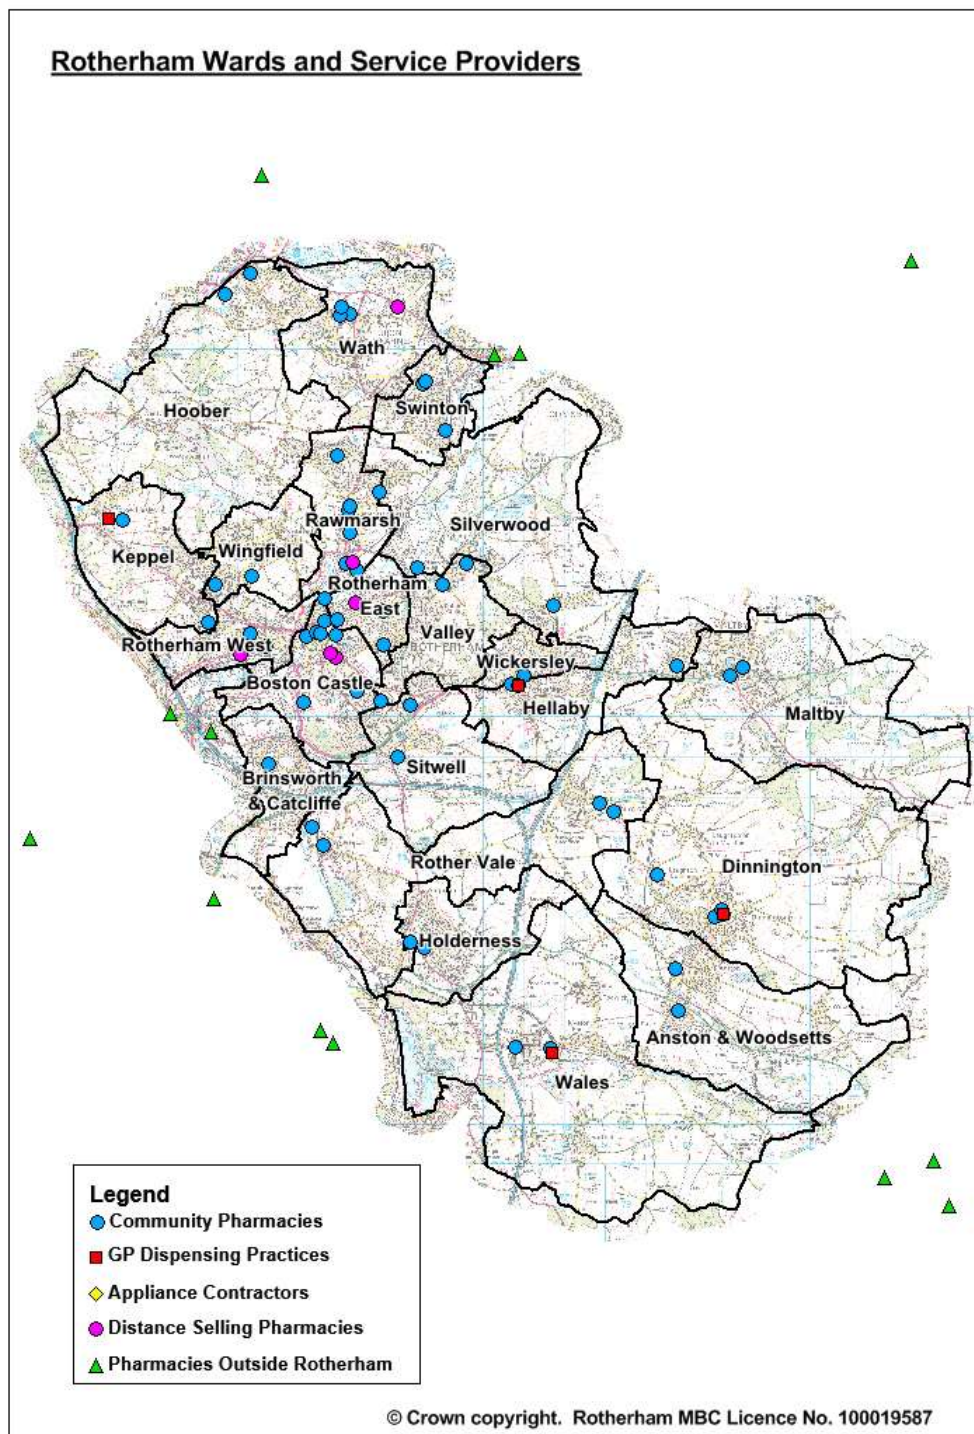 Rotherham Wards and Service Providers
Wath
Swinton
Hoober
Rawmarsh
Silverwood
Keppel
Wingfield
Rotherham
East
Valley
Rotherham West
Wickersley
Boston Castle
Hellaby
Maltby
Sitwell
Brinsworth
& Catcliffe
Rother Vale
Dinnington
Holderness
Anston & Woodsetts
Wales
Legend
Community Pharmacies
GP Dispensing Practices
Appliance Contractors
Distance Selling Pharmacies
Pharmacies Outside Rotherham
© Crown copyright. Rotherham MBC Licence No. 100019587